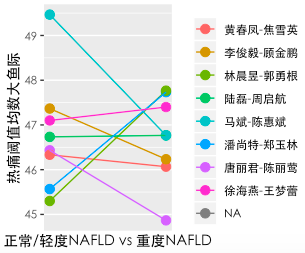 热痛阈值均数大鱼际
49
48
47
46
45
正常/轻度NAFLD vs 重度NAFLD
黄春凤-焦雪英
李俊毅-顾金鹏
林晨昱-郭勇根
陆磊-周启航
马斌-陈惠斌
潘尚特-郑玉林
唐丽君-陈丽莺
徐海燕-王梦蕾
NA